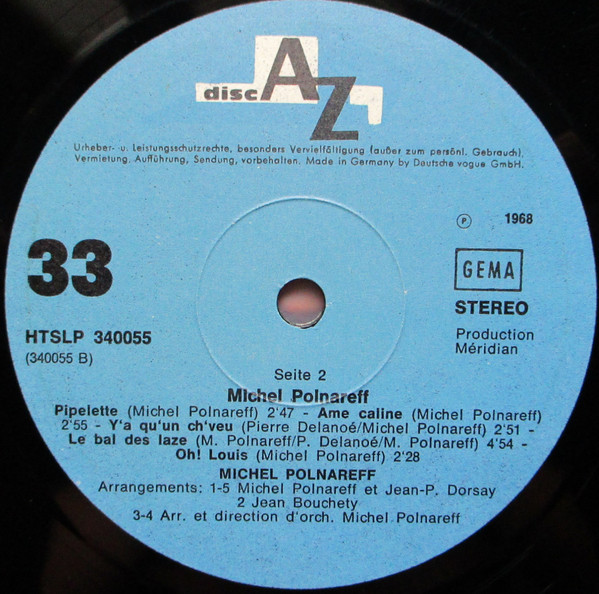 disc AZ
Urheber- u. Leistungsschutzrechte, besonders Vervielfältigung (außer zum persönl. Gebrauch),
Vermietung, Aufführung, Sendung, vorbehalten. Made in Germany by Deutsche vogue GmbH.
℗ 1968
33
GEMA
STEREO
HTSLP 340055
(340055 B)
Production
Méridian
Seite 2
Michel Polnareff
Pipelette (Michel Polnareff) 2'47 - Ame caline (Michel Polnareff)
2'55 - Y'a qu'un ch'veu (Pierre Delanoé/Michel Polnareff) 2'51 -
Le bal des laze (M. Polnareff/P. Delanoé/M. Polnareff) 4'54 -
Oh! Louis (Michel Polnareff) 2'28
MICHEL POLNAREFF
Arrangements: 1-5 Michel Polnareff et Jean-P. Dorsay
2 Jean Bouchety
3-4 Arr. et direction d'orch. Michel Polnareff